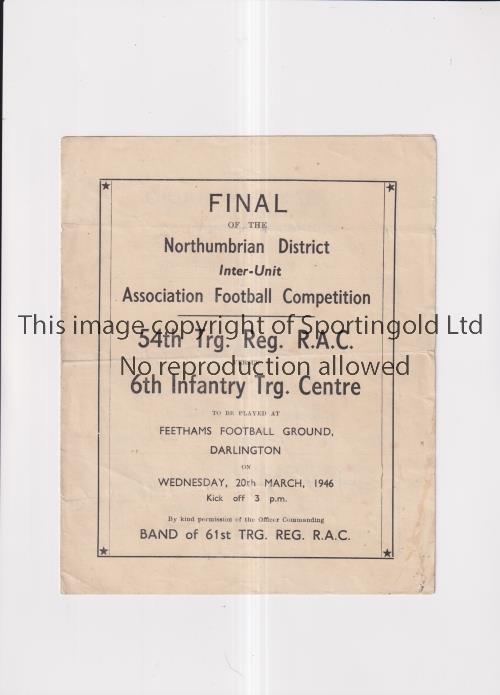 FINAL
OF THE
Northumbrian District
Inter-Unit
Association Football Competition
This image copyright of Sportingold Ltd
54th Trg. Reg. R.A.C.
No reproduction allowed
6th Infantry Trg. Centre
TO BE PLAYED AT
FEETHAMS FOOTBALL GROUND,
DARLINGTON
ON
WEDNESDAY, 20th MARCH, 1946
Kick off 3 p.m.
By kind permission of the Officer Commanding
BAND of 61st TRG. REG. R.A.C.